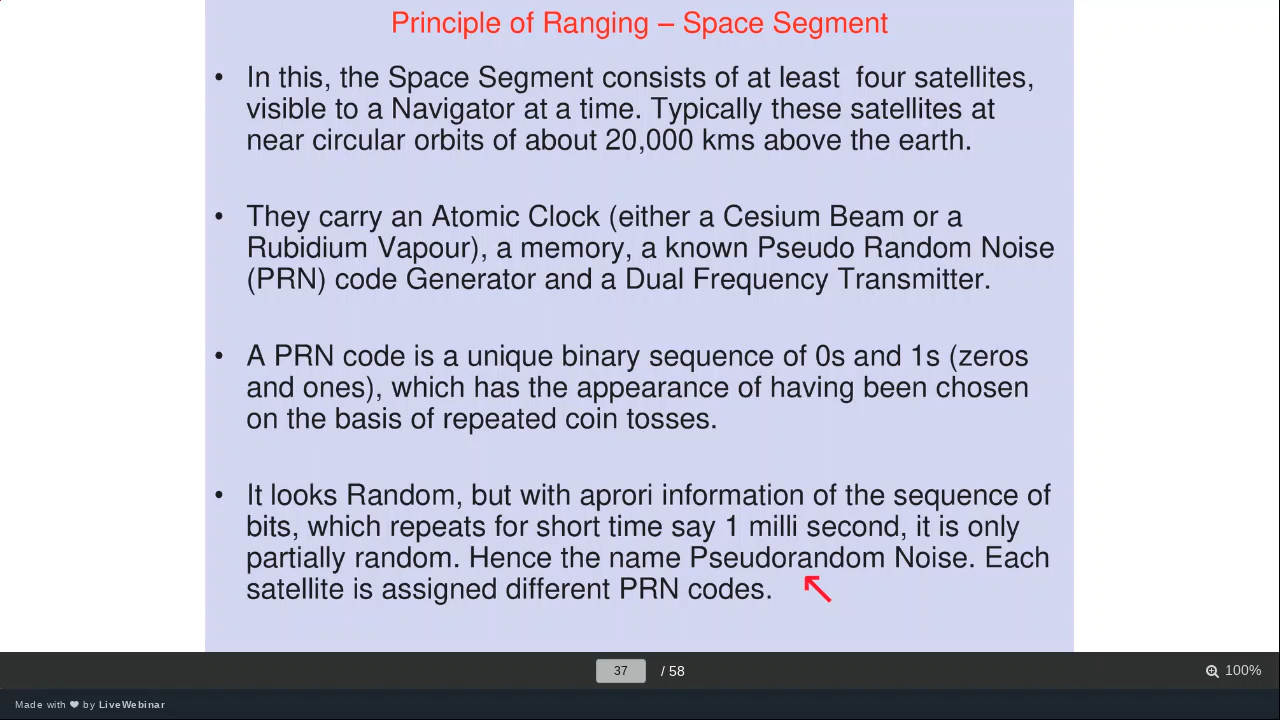 Principle of Ranging – Space Segment
• In this, the Space Segment consists of at least  four satellites,
visible to a Navigator at a time. Typically these satellites at
near circular orbits of about 20,000 kms above the earth.
• They carry an Atomic Clock (either a Cesium Beam or a
Rubidium Vapour), a memory, a known Pseudo Random Noise
(PRN) code Generator and a Dual Frequency Transmitter.
• A PRN code is a unique binary sequence of 0s and 1s (zeros
and ones), which has the appearance of having been chosen
on the basis of repeated coin tosses.
• It looks Random, but with aprori information of the sequence of
bits, which repeats for short time say 1 milli second, it is only
partially random. Hence the name Pseudorandom Noise. Each
satellite is assigned different PRN codes.
37 / 58
100%
Made with ❤ by LiveWebinar